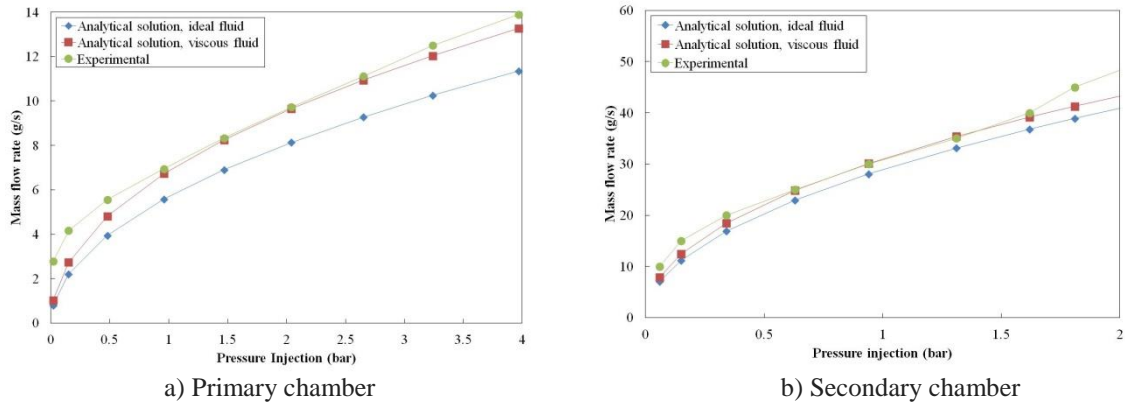 14
12
10
8
6
4
2
0
Mass flow rate (g/s)
Analytical solution, ideal fluid
Analytical solution, viscous fluid
Experimental
0 0.5 1 1.5 2 2.5 3 3.5 4
Pressure Injection (bar)
a) Primary chamber
60
50
40
30
20
10
0
Mass flow rate (g/s)
Analytical solution, ideal fluid
Analytical solution, viscous fluid
Experimental
0 0.5 1 1.5 2
Pressure injection (bar)
b) Secondary chamber